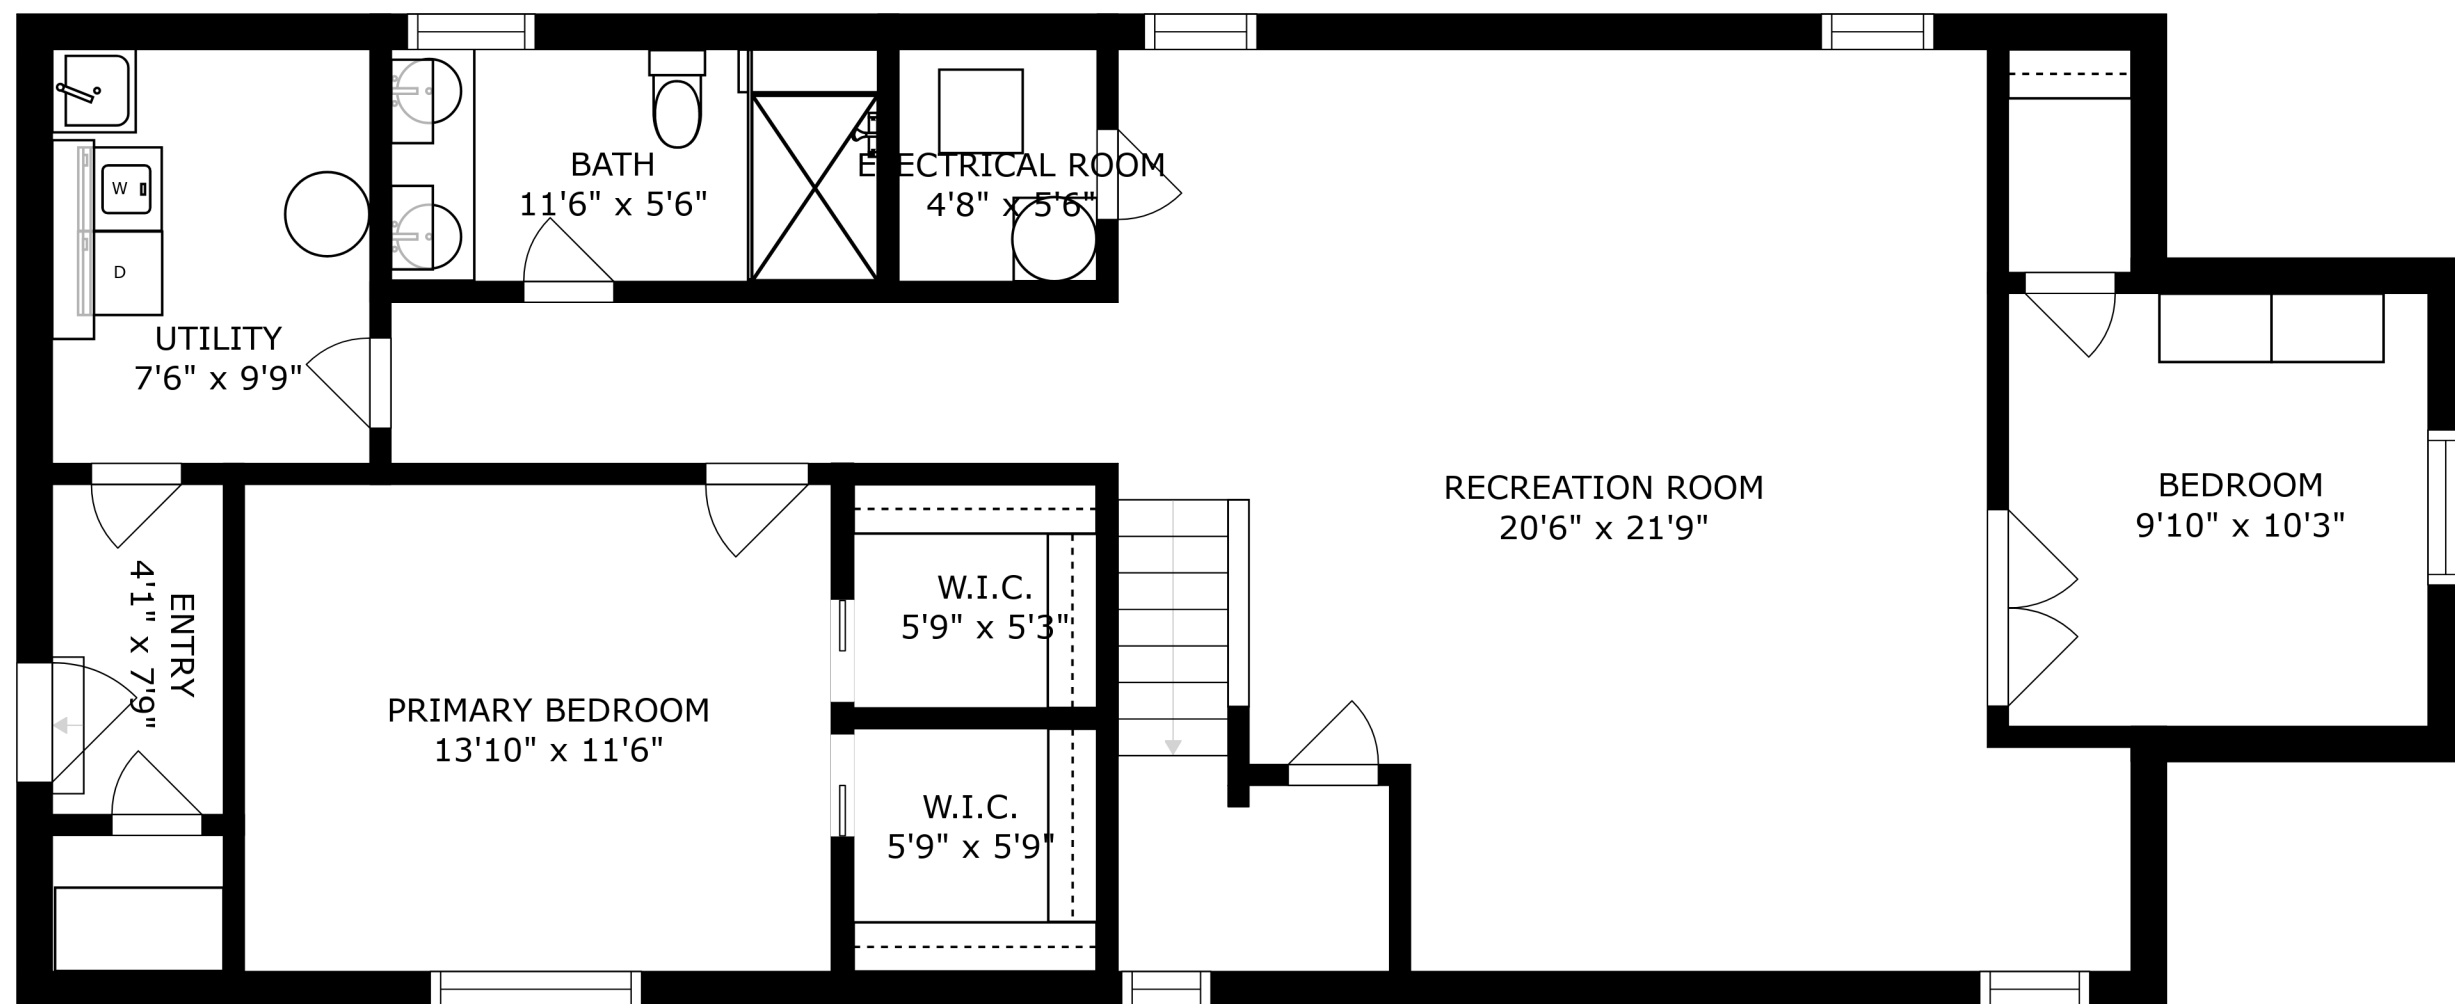 BATH
11'6" x 5'6"
ELECTRICAL ROOM
4'8" x 5'6"
W
D
UTILITY
7'6" x 9'9"
RECREATION ROOM
20'6" x 21'9"
BEDROOM
9'10" x 10'3"
ENTRY
4'1" x 7'9"
W.I.C.
5'9" x 5'3"
PRIMARY BEDROOM
13'10" x 11'6"
W.I.C.
5'9" x 5'9"